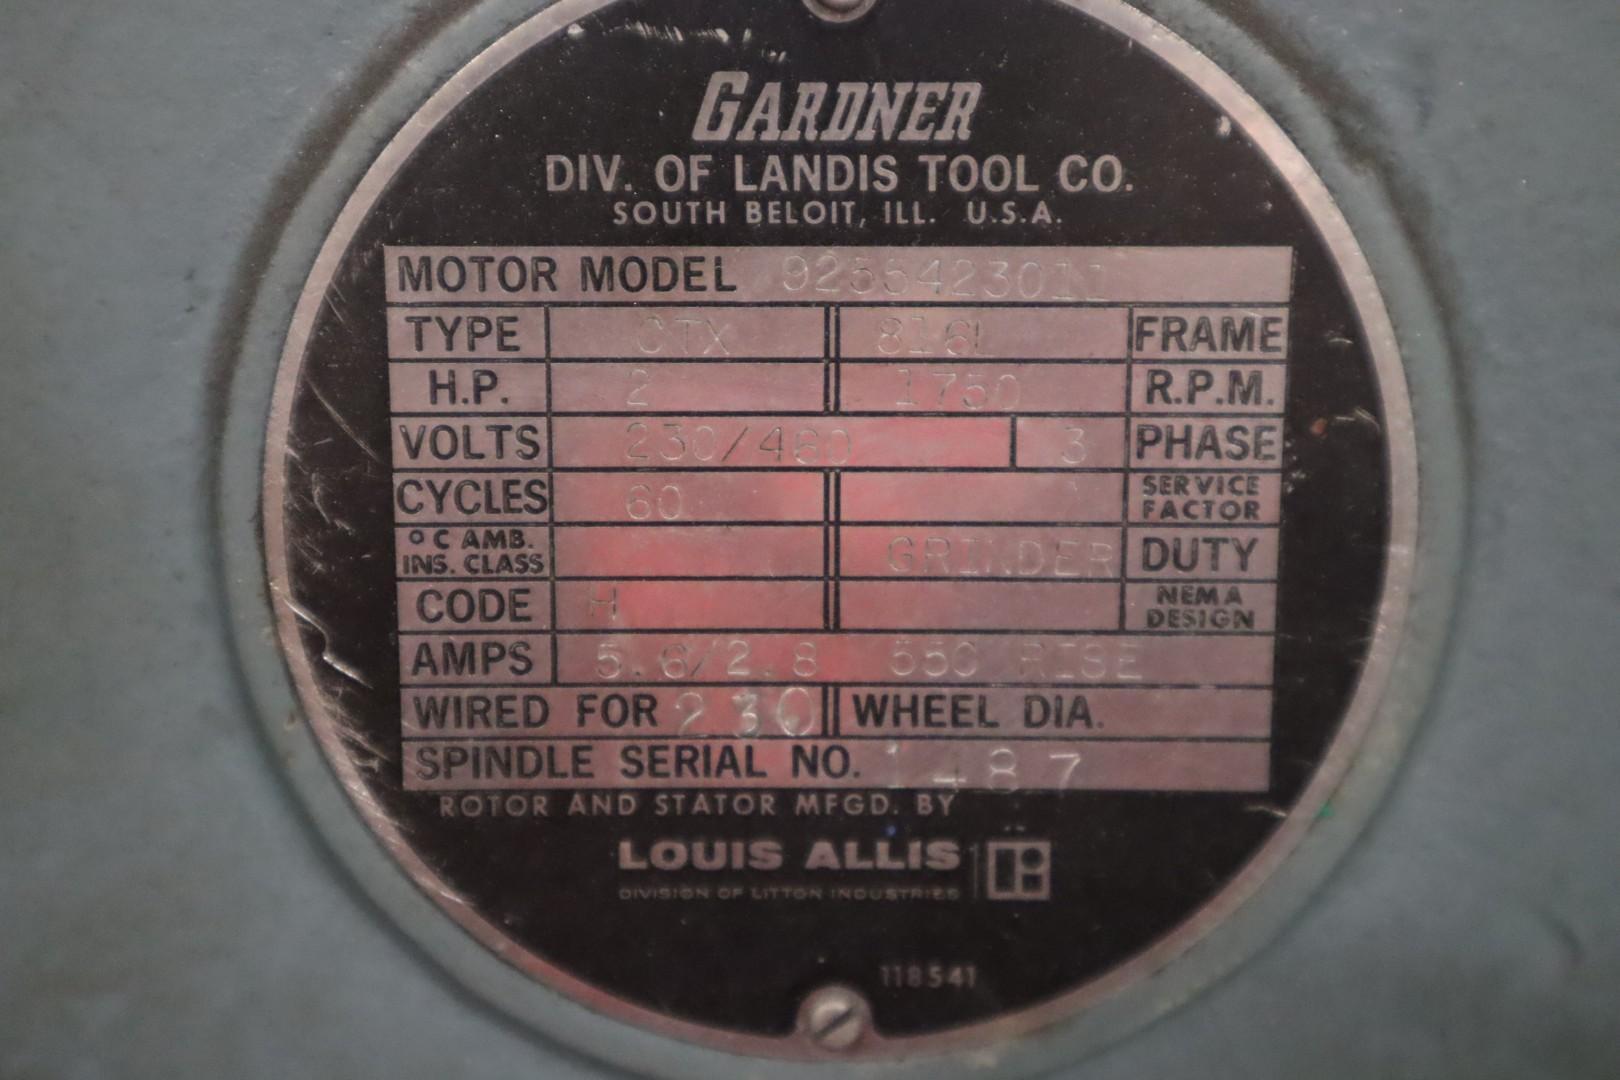 GARDNER
DIV. OF LANDIS TOOL CO.
SOUTH BELOIT, ILL. U.S.A.
MOTOR MODEL 9255423011
TYPE CTX 816L FRAME
H.P. 2 1750 R.P.M.
VOLTS 230/460 3 PHASE
CYCLES 60 SERVICE FACTOR
°C AMB. INS. CLASS GRINDER DUTY
CODE H NEMA DESIGN
AMPS 5.6/2.8 55C RISE
WIRED FOR 230 WHEEL DIA.
SPINDLE SERIAL NO. 1487
ROTOR AND STATOR MFGD. BY
LOUIS ALLIS
DIVISION OF LITTON INDUSTRIES
118541